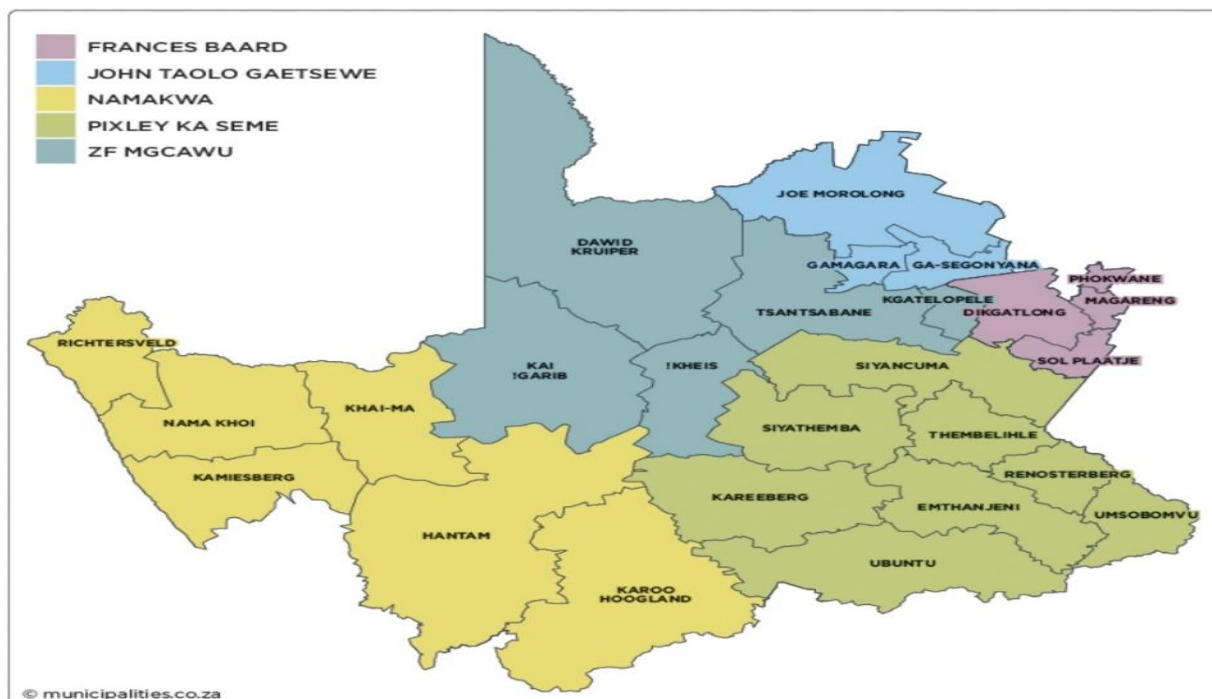 FRANCES BAARD
JOHN TAOLO GAETSEWE
NAMAKWA
PIXLEY KA SEME
ZF MGCAWU
JOE MOROLONG
DAWID
KRUIPER
GAMAGARA
GA-SEGONYANA
PHOKWANE
KGATELOPELE
MAGARENG
TSANTSABANE
DIKGATLONG
RICHTERSVELD
SOL PLAATJE
KAI
!GARIB
!KHEIS
SIYANCUMA
KHAI-MA
NAMA KHOI
SIYATHEMBA
THEMBELIHLE
KAMIESBERG
RENOSTERBERG
KAREEBERG
EMTHANJENI
UMSOBOMVU
HANTAM
UBUNTU
KAROO
HOOGLAND
© municipalities.co.za